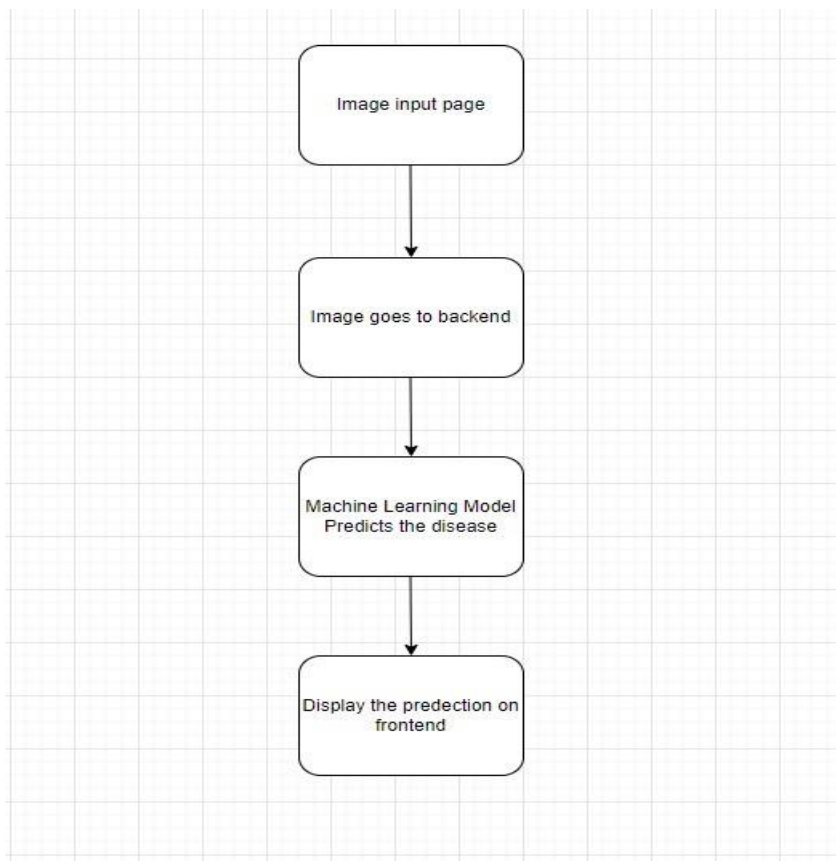 Image input page
Image goes to backend
Machine Learning Model
Predicts the disease
Display the predection on
frontend